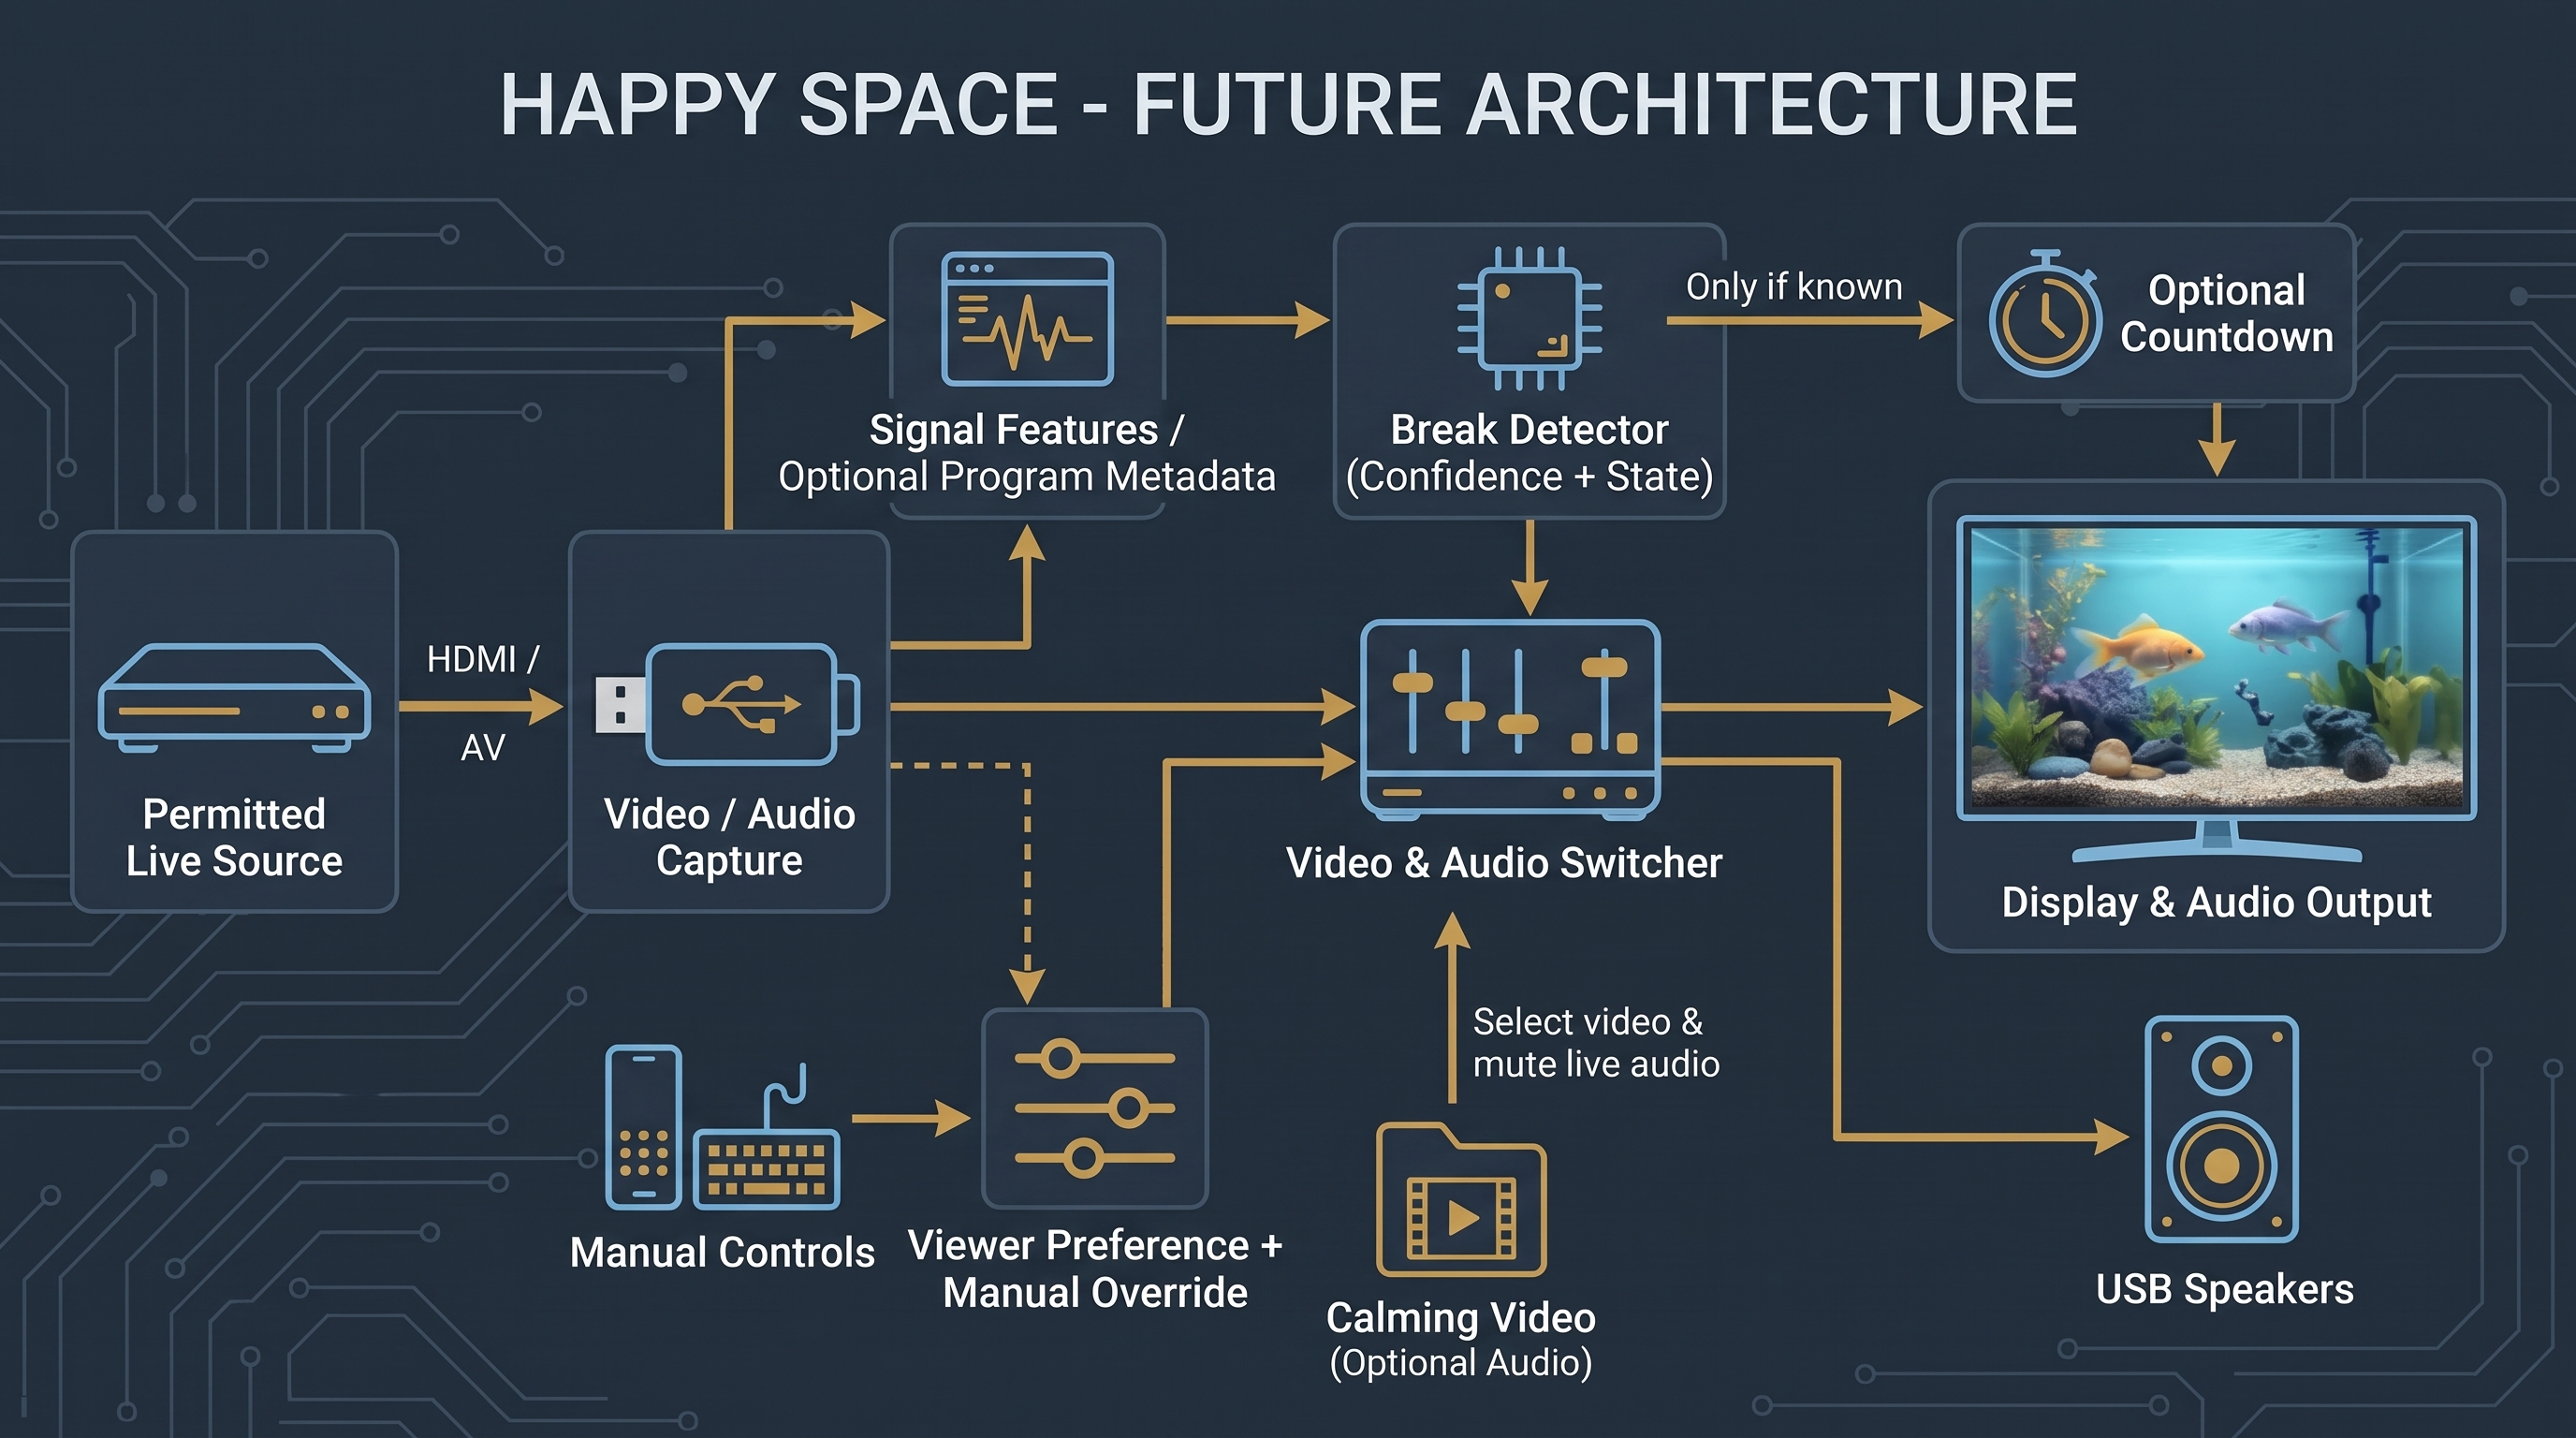 HAPPY SPACE - FUTURE ARCHITECTURE
Signal Features /
Optional Program Metadata
Break Detector
(Confidence + State)
Only if known
Optional
Countdown
HDMI /
AV
Permitted
Live Source
Video / Audio
Capture
Video & Audio Switcher
Display & Audio Output
Select video &
mute live audio
Manual Controls
Viewer Preference +
Manual Override
Calming Video
(Optional Audio)
USB Speakers